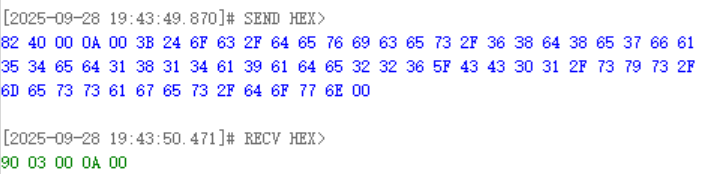 [2025-09-28 19:43:49.870]# SEND HEX>
82 40 00 0A 00 3B 24 6F 63 2F 64 65 76 69 63 65 73 2F 36 38 64 38 65 37 66 61
35 34 65 64 31 38 31 34 61 39 61 64 65 32 32 36 5F 43 43 30 31 2F 73 79 73 2F
6D 65 73 73 61 67 65 73 2F 64 6F 77 6E 00
[2025-09-28 19:43:50.471]# RECV HEX>
90 03 00 0A 00